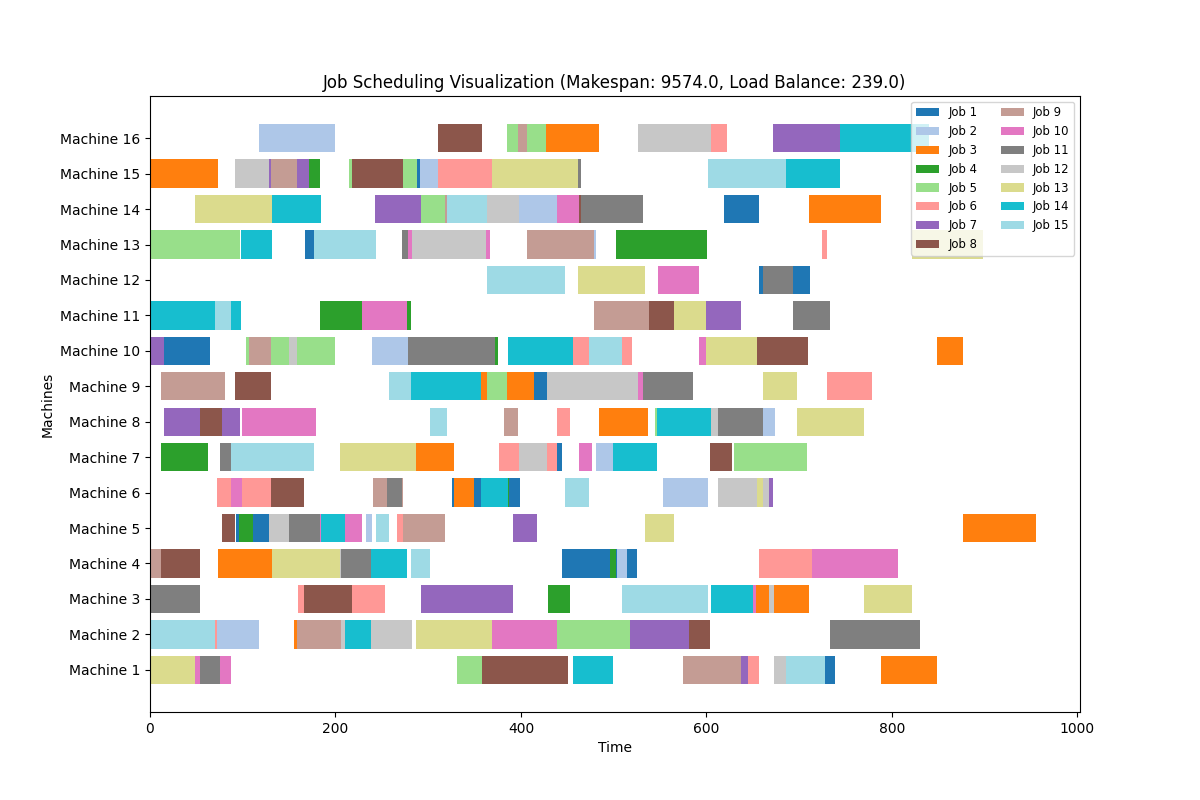 Job Scheduling Visualization (Makespan: 9574.0, Load Balance: 239.0)
Job 1
Job 2
Job 3
Job 4
Job 5
Job 6
Job 7
Job 8
Job 9
Job 10
Job 11
Job 12
Job 13
Job 14
Job 15
Machines
Machine 16
Machine 15
Machine 14
Machine 13
Machine 12
Machine 11
Machine 10
Machine 9
Machine 8
Machine 7
Machine 6
Machine 5
Machine 4
Machine 3
Machine 2
Machine 1
0 200 400 600 800 1000
Time